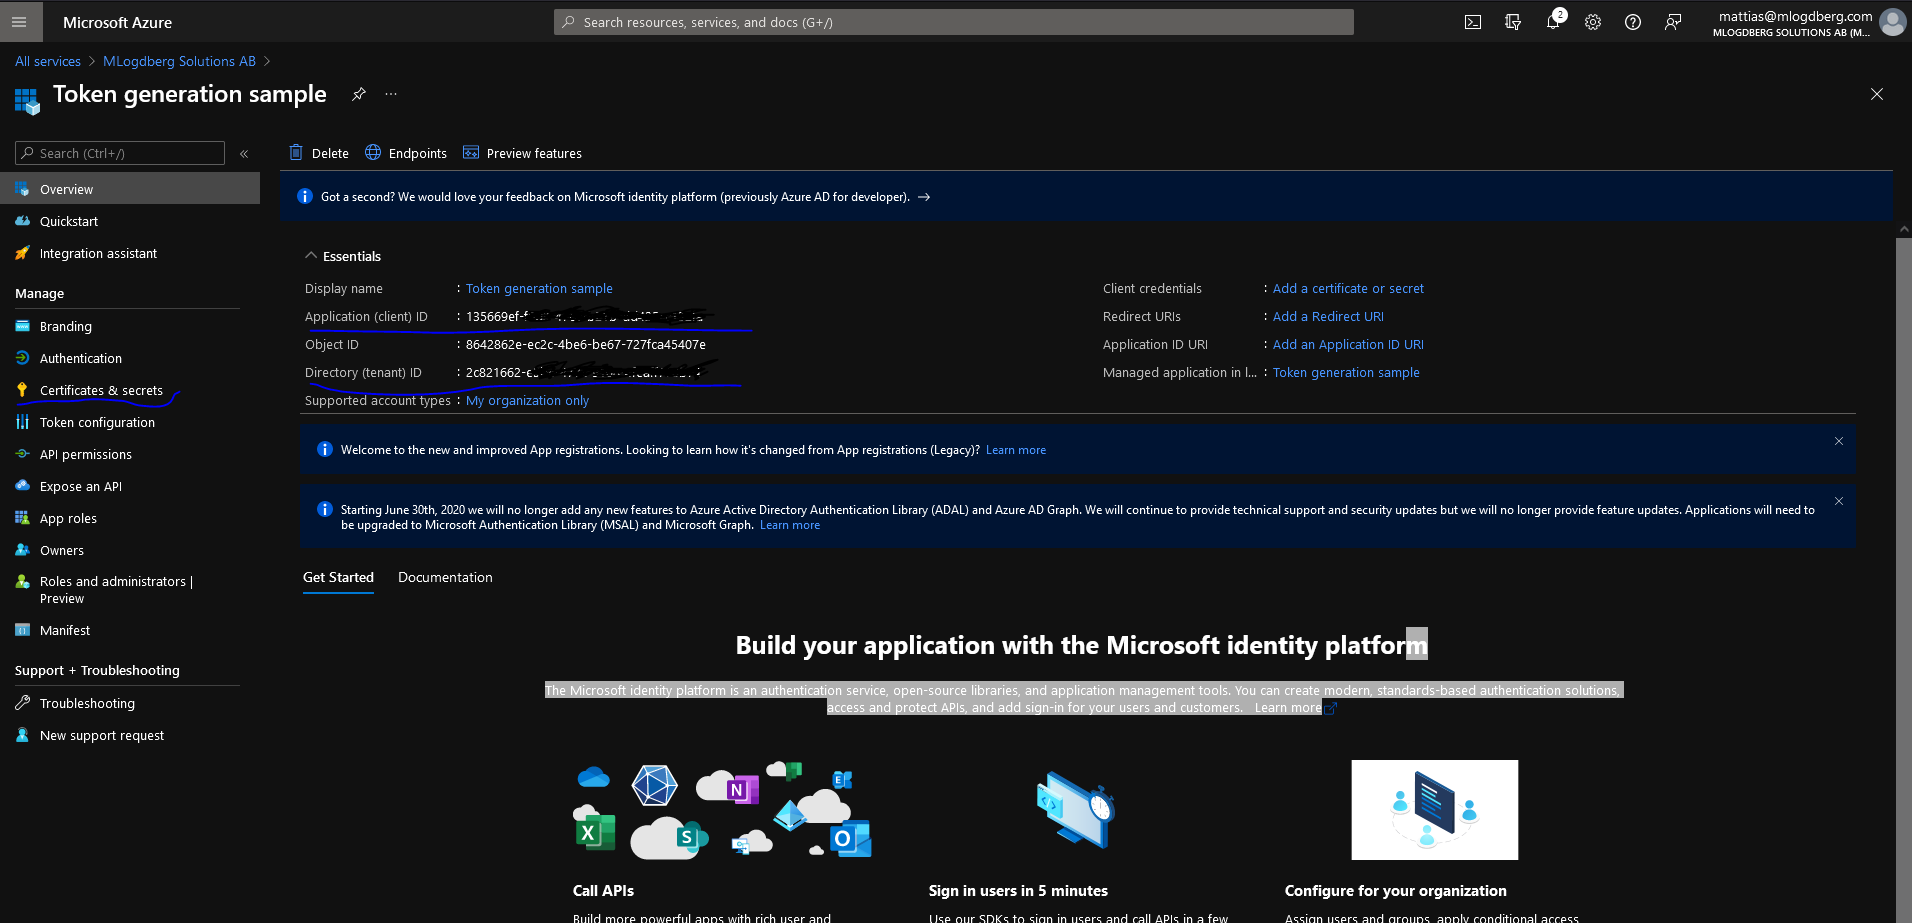 Microsoft Azure
Search resources, services, and docs (G+/)
2
mattias@mlogdberg.com
MLOGDBERG SOLUTIONS AB (M...
All services > MLogdberg Solutions AB >
Token generation sample
...
Search (Ctrl+/)
«
Delete
Endpoints
Preview features
Overview
Quickstart
Integration assistant
Manage
Branding
Authentication
Certificates & secrets
Token configuration
API permissions
Expose an API
App roles
Owners
Roles and administrators |
Preview
Manifest
Support + Troubleshooting
Troubleshooting
New support request
Got a second? We would love your feedback on Microsoft identity platform (previously Azure AD for developer). →
Essentials
Display name : Token generation sample
Application (client) ID : 135669ef-
Object ID : 8642862e-ec2c-4be6-be67-727fca45407e
Directory (tenant) ID : 2c821662-
Supported account types : My organization only
Client credentials : Add a certificate or secret
Redirect URIs : Add a Redirect URI
Application ID URI : Add an Application ID URI
Managed application in l... : Token generation sample
Welcome to the new and improved App registrations. Looking to learn how it's changed from App registrations (Legacy)? Learn more
Starting June 30th, 2020 we will no longer add any new features to Azure Active Directory Authentication Library (ADAL) and Azure AD Graph. We will continue to provide technical support and security updates but we will no longer provide feature updates. Applications will need to
be upgraded to Microsoft Authentication Library (MSAL) and Microsoft Graph. Learn more
Get Started
Documentation
Build your application with the Microsoft identity platform
The Microsoft identity platform is an authentication service, open-source libraries, and application management tools. You can create modern, standards-based authentication solutions,
access and protect APIs, and add sign-in for your users and customers. Learn more
N
E
X
S
O
Call APIs
Build more powerful apps with rich user and
Sign in users in 5 minutes
Use our SDKs to sign in users and call APIs in a few
Configure for your organization
Assign users and groups, apply conditional access